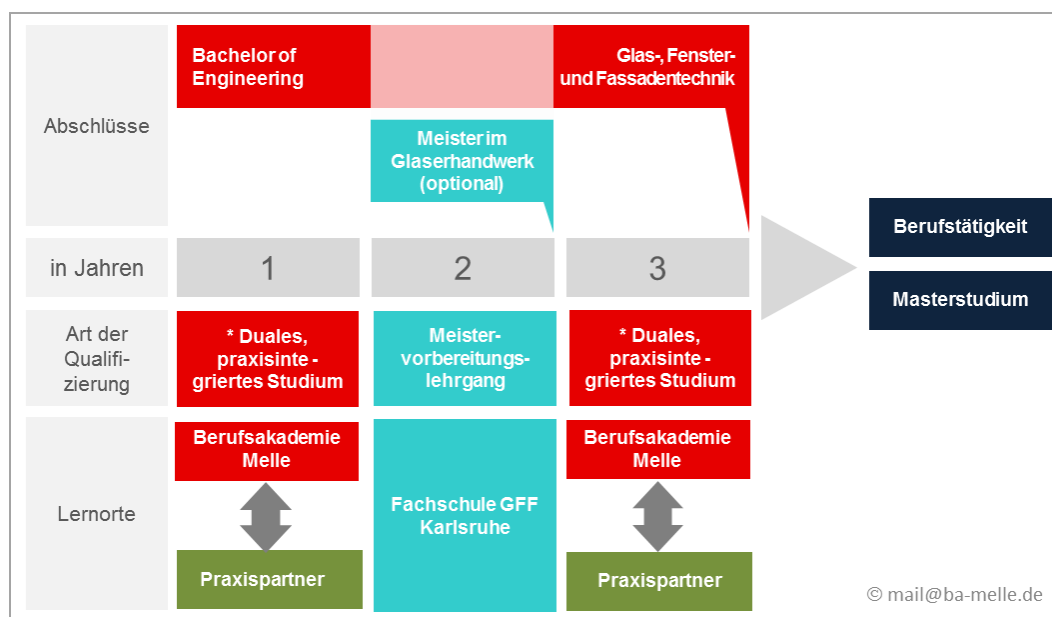 Abschlüsse
Bachelor of
Engineering
Glas-, Fenster-
und Fassadentechnik
Meister im
Glaserhandwerk
(optional)
in Jahren
1
2
3
Berufstätigkeit
Masterstudium
Art der
Qualifi-
zierung
* Duales,
praxisinte -
griertes Studium
Meister-
vorbereitungs-
lehrgang
* Duales,
praxisinte -
griertes Studium
Lernorte
Berufsakademie
Melle
Praxispartner
Fachschule GFF
Karlsruhe
Berufsakademie
Melle
Praxispartner
© mail@ba-melle.de